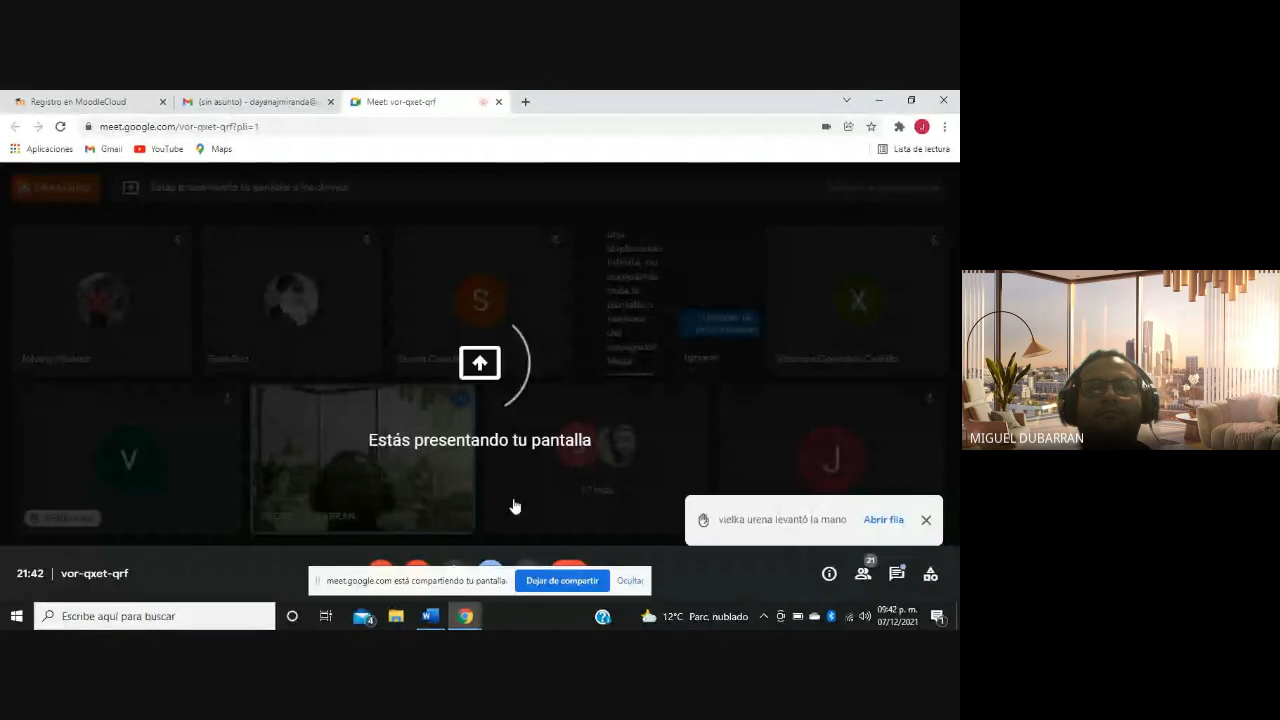 Registro en MoodleCloud
(sin asunto) - dayanajmiranda@
Meet: vor-qxet-qrf
meet.google.com/vor-qxet-qrf?pli=1
Aplicaciones
Gmail
YouTube
Maps
Lista de lectura
S
X
Ignorar
V
J
Estás presentando tu pantalla
vielka urena levantó la mano
Abrir fila
21:42 | vor-qxet-qrf
21
meet.google.com está compartiendo tu pantalla.
Dejar de compartir
Ocultar
Escribe aquí para buscar
4
12°C Parc. nublado
09:42 p. m.
07/12/2021
1
MIGUEL DUBARRAN